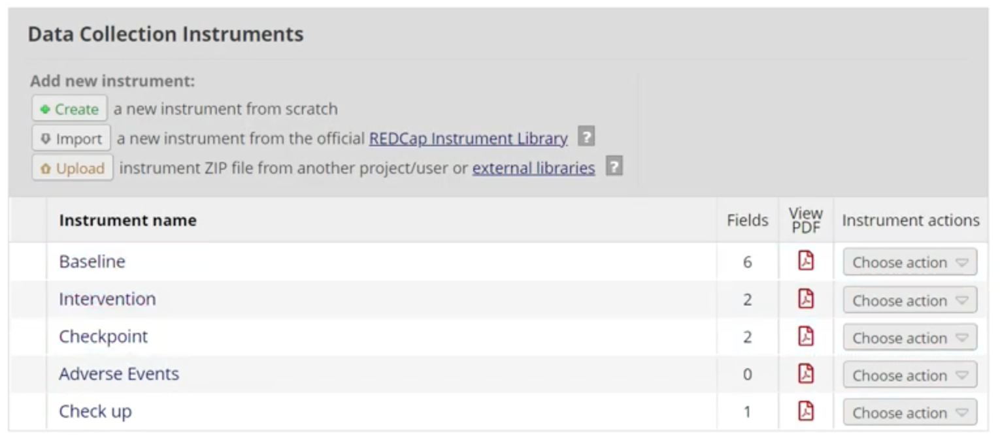 Data Collection Instruments
Add new instrument:
Create a new instrument from scratch
Import a new instrument from the official REDCap Instrument Library ?
Upload instrument ZIP file from another project/user or external libraries ?
Instrument name Fields View PDF Instrument actions
Baseline 6 Choose action
Intervention 2 Choose action
Checkpoint 2 Choose action
Adverse Events 0 Choose action
Check up 1 Choose action